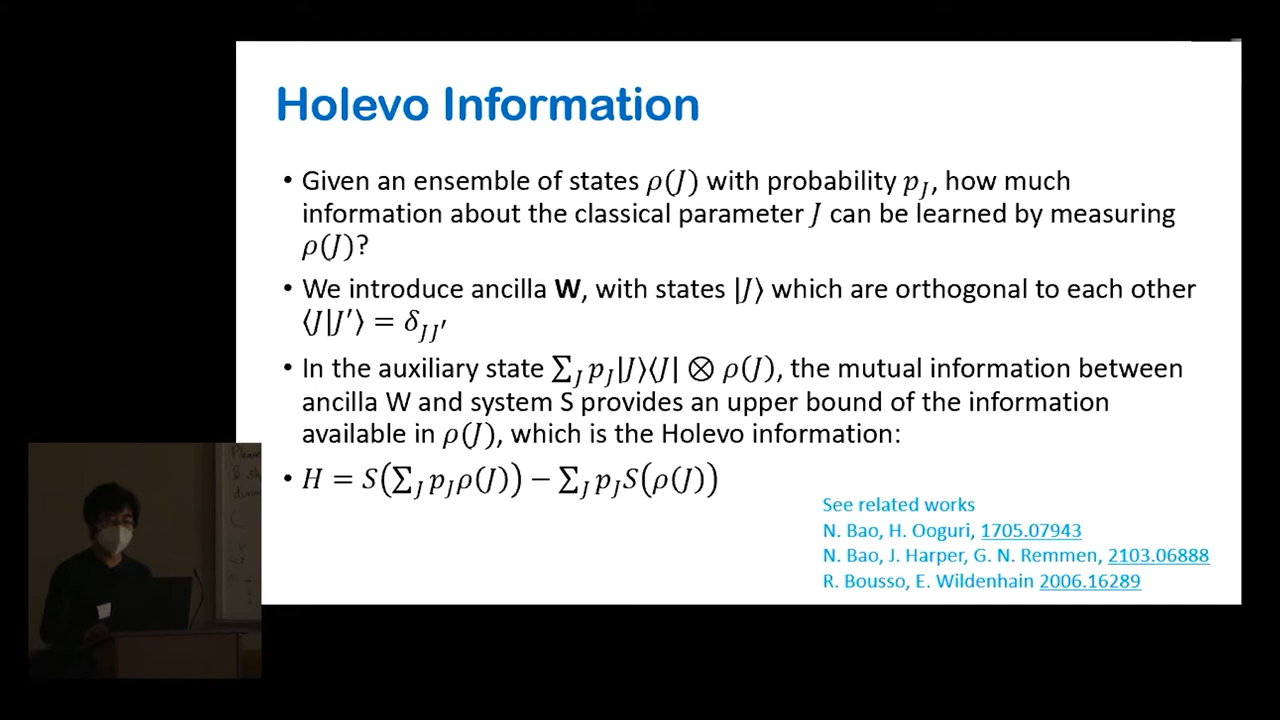 Holevo Information
• Given an ensemble of states ρ(J) with probability p_J, how much
information about the classical parameter J can be learned by measuring
ρ(J)?
• We introduce ancilla W, with states |J⟩ which are orthogonal to each other
⟨J|J′⟩ = δ_JJ′
• In the auxiliary state ∑_J p_J|J⟩⟨J| ⊗ ρ(J), the mutual information between
ancilla W and system S provides an upper bound of the information
available in ρ(J), which is the Holevo information:
• H = S(∑_J p_J ρ(J)) − ∑_J p_J S(ρ(J))
See related works
N. Bao, H. Ooguri, 1705.07943
N. Bao, J. Harper, G. N. Remmen, 2103.06888
R. Bousso, E. Wildenhain 2006.16289
Please